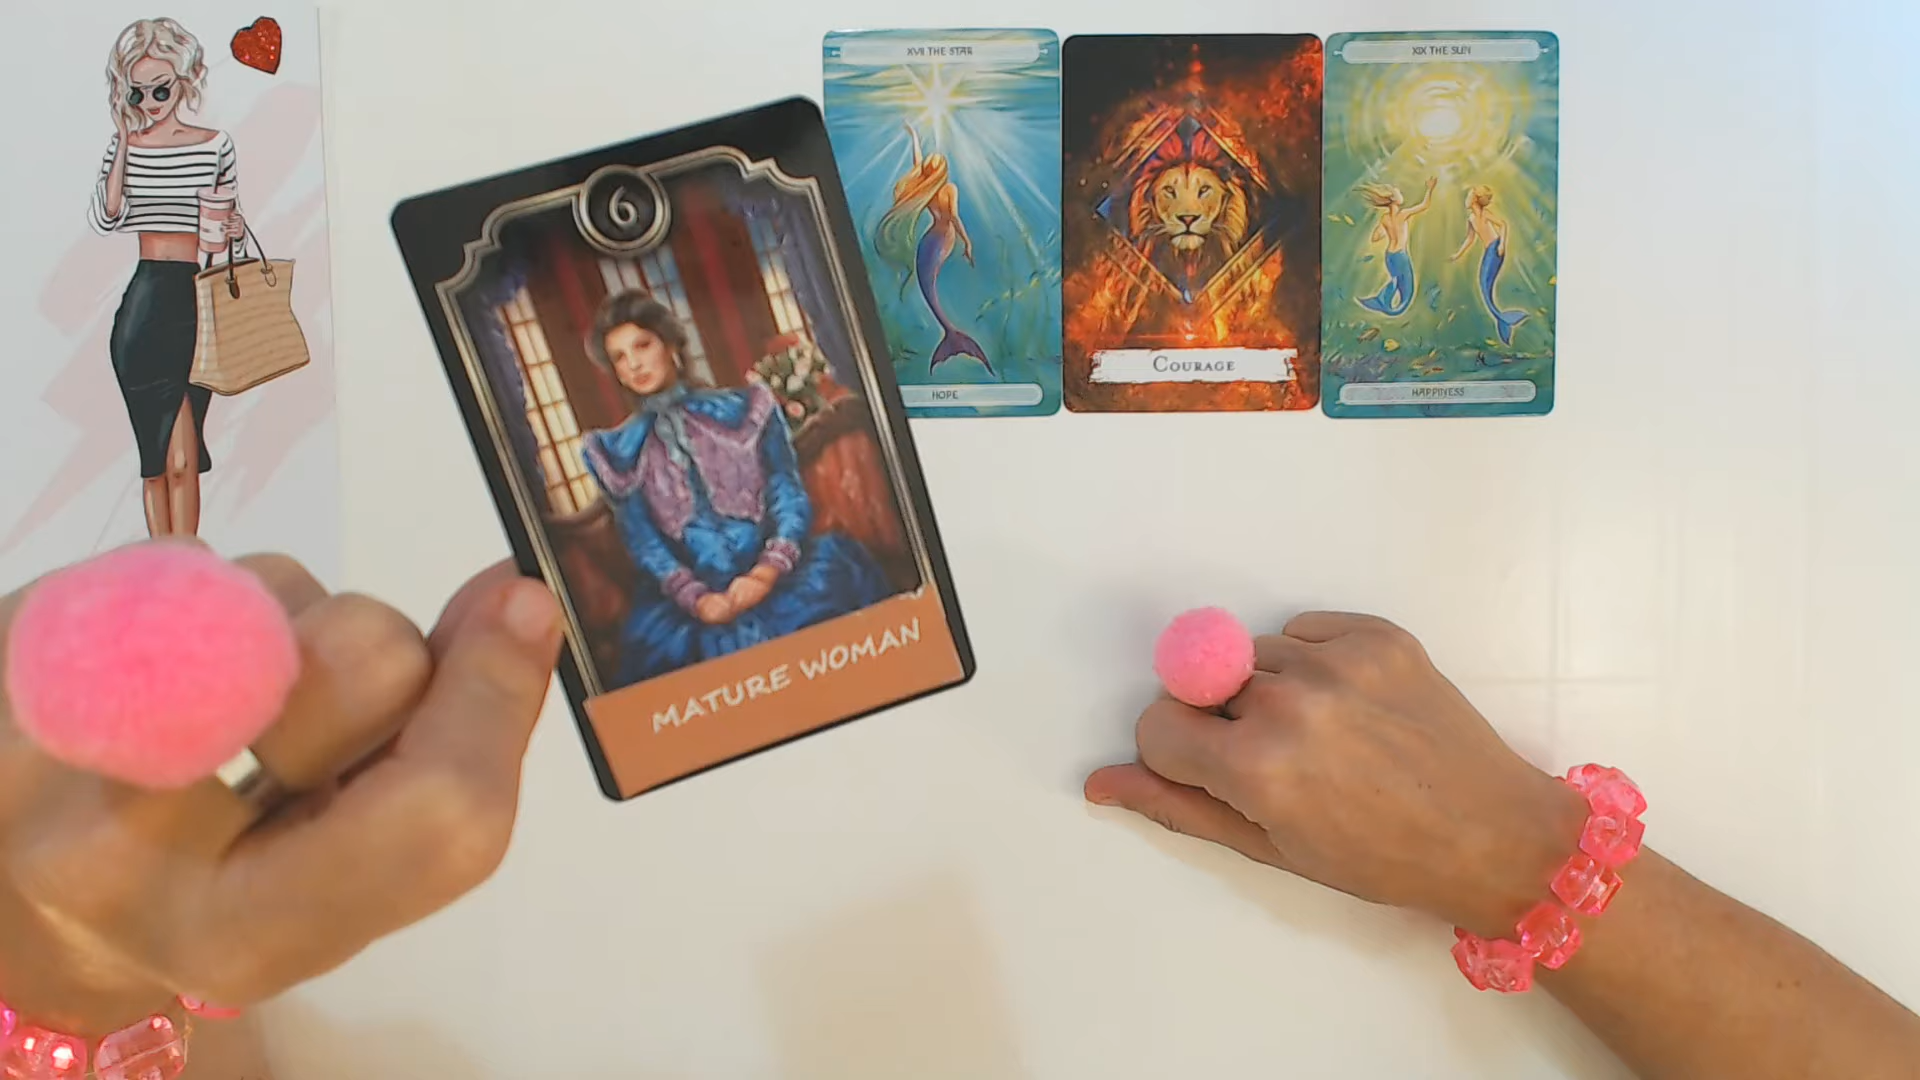 XVII THE STAR
HOPE
COURAGE
XIX THE SUN
HAPPINESS
6
MATURE WOMAN